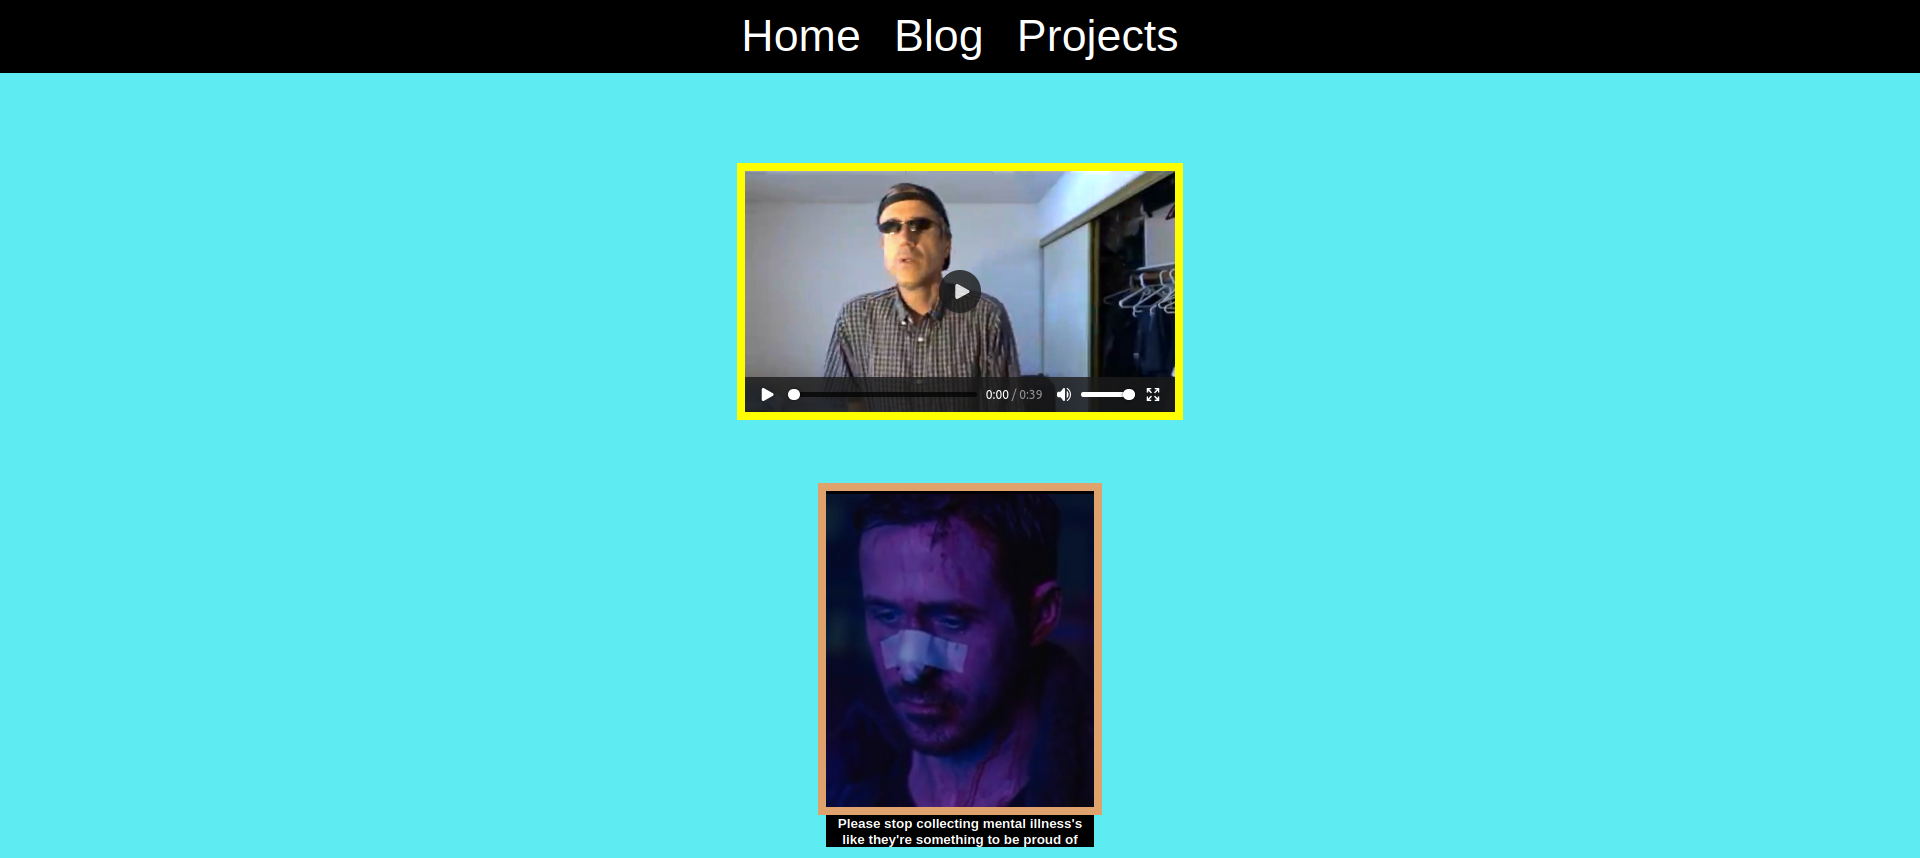 Home Blog Projects
0:00 / 0:39
Please stop collecting mental illness's
like they're something to be proud of